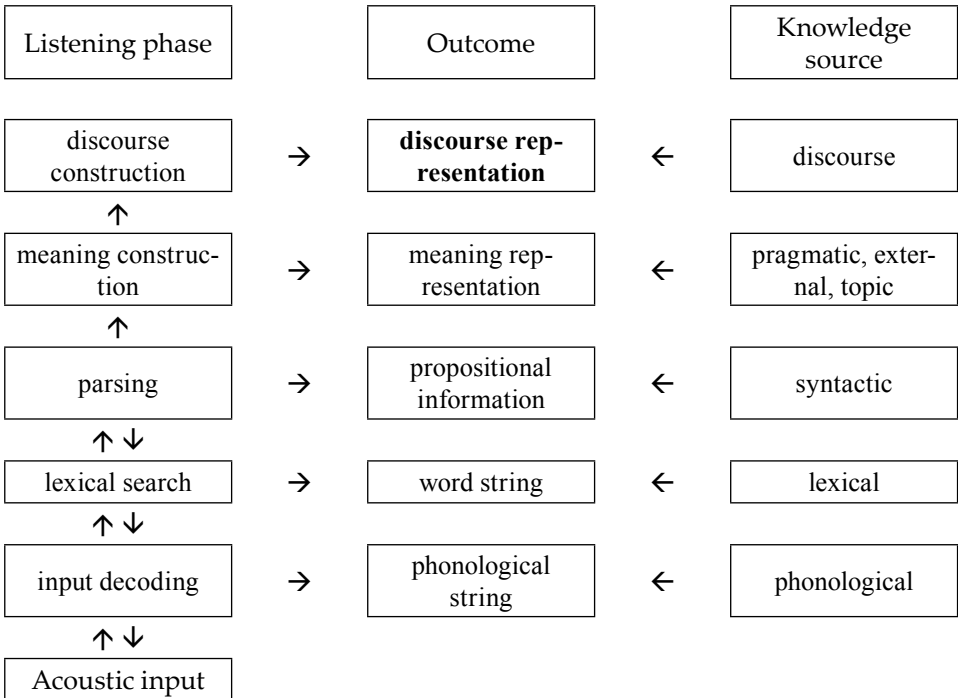 Listening phase
Outcome
Knowledge
source
discourse
construction
→
discourse rep-
resentation
←
discourse
↑
meaning construc-
tion
→
meaning rep-
resentation
←
pragmatic, exter-
nal, topic
↑
parsing
→
propositional
information
←
syntactic
↑ ↓
lexical search
→
word string
←
lexical
↑ ↓
input decoding
→
phonological
string
←
phonological
↑ ↓
Acoustic input